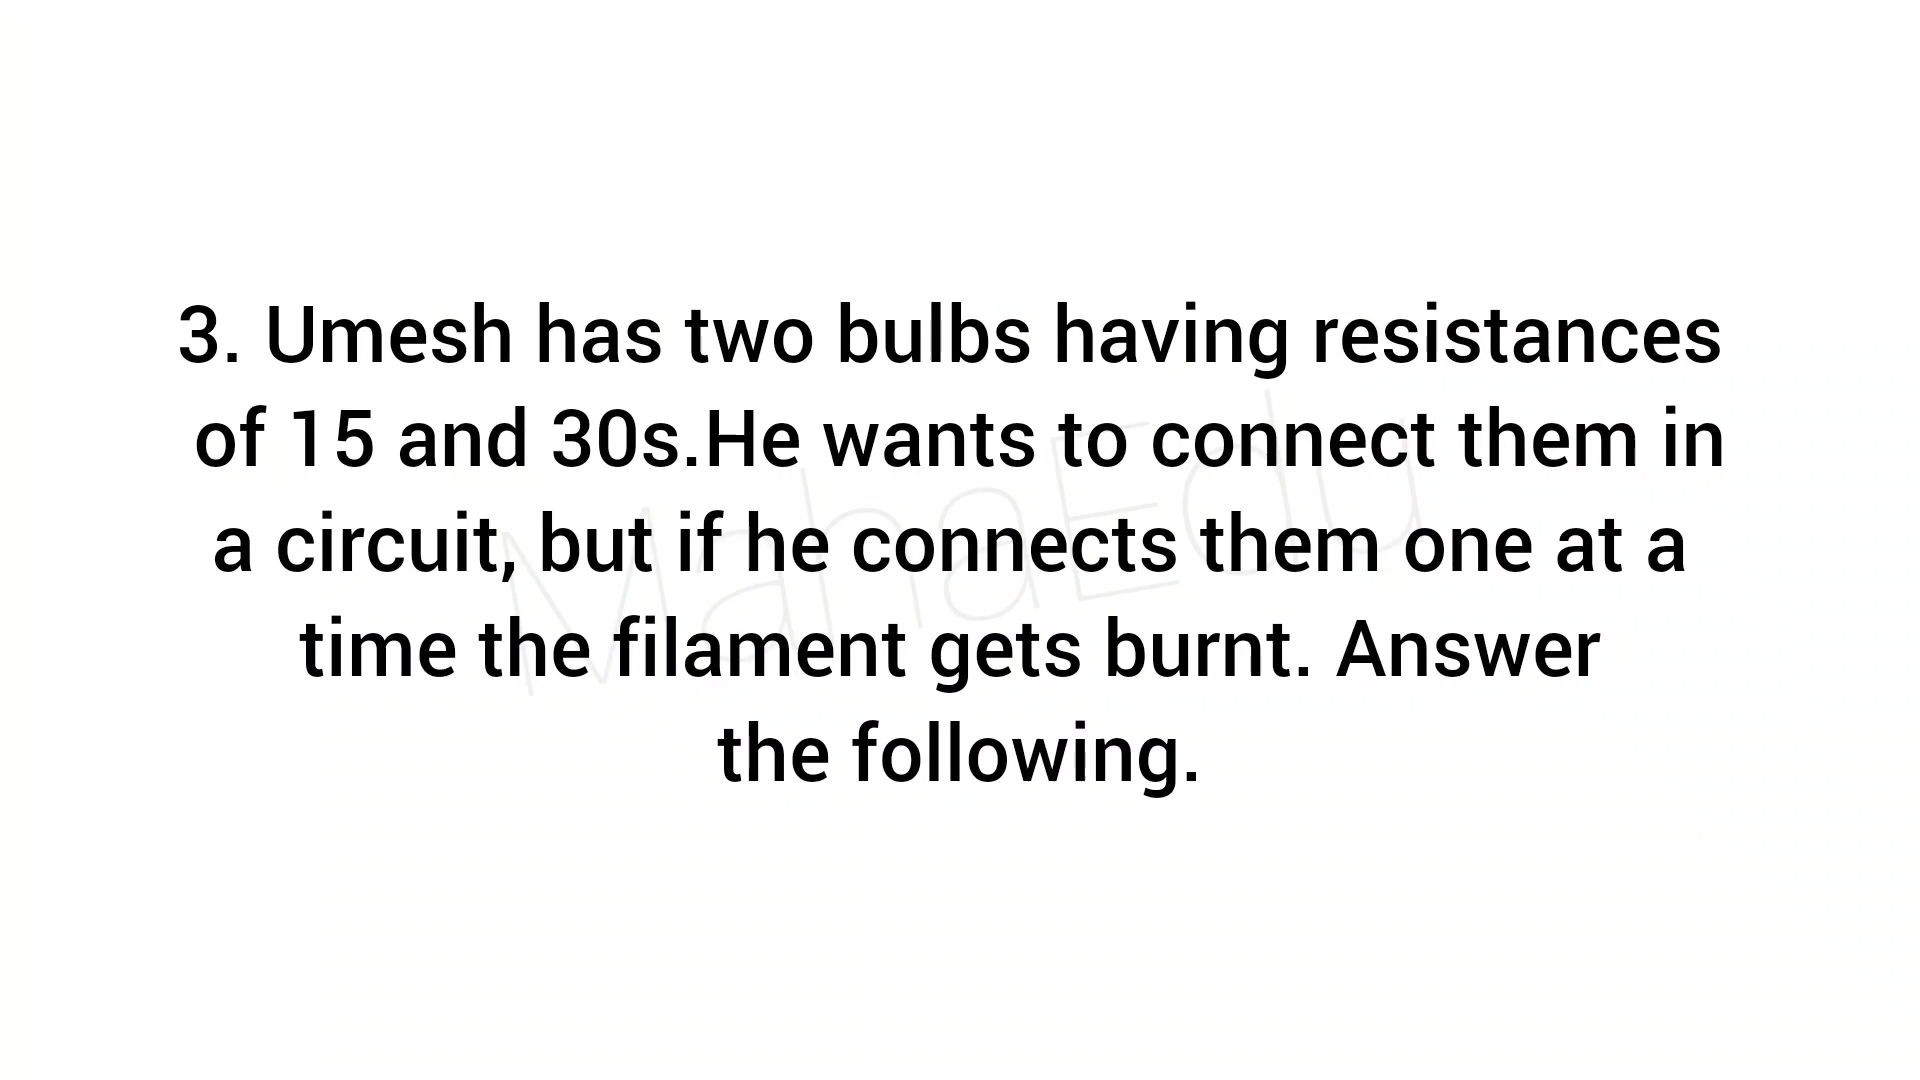 3. Umesh has two bulbs having resistances
of 15 and 30s.He wants to connect them in
a circuit, but if he connects them one at a
time the filament gets burnt. Answer
the following.
MahaEdu